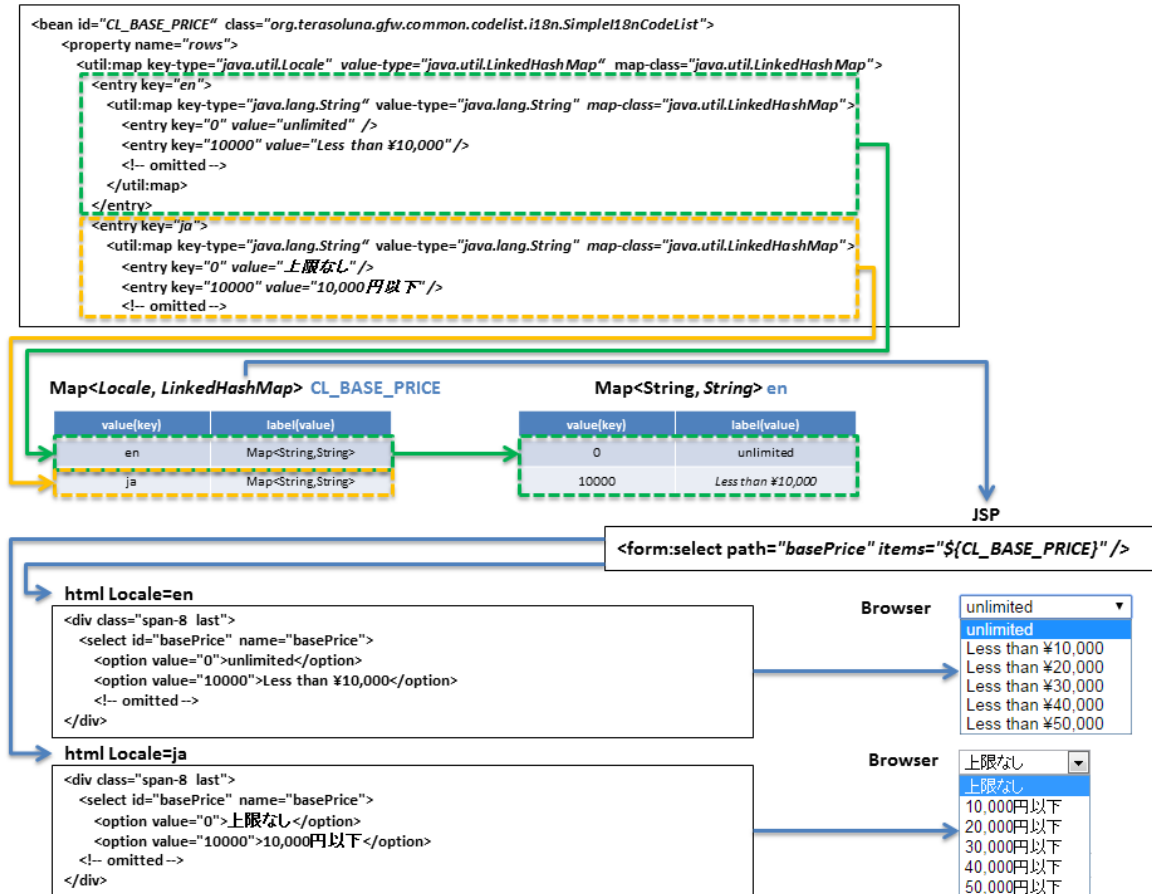 <bean id="CL_BASE_PRICE“ class="org.terasoluna.gfw.common.codelist.i18n.SimpleI18nCodeList">
<property name="rows">
<util:map key-type="java.util.Locale" value-type="java.util.LinkedHashMap“ map-class="java.util.LinkedHashMap">
<entry key="en">
<util:map key-type="java.lang.String“ value-type="java.lang.String" map-class="java.util.LinkedHashMap">
<entry key="0" value="unlimited" />
<entry key="10000" value="Less than ¥10,000"/>
<!-- omitted -->
</util:map>
</entry>
<entry key="ja">
<util:map key-type="java.lang.String“ value-type="java.lang.String" map-class="java.util.LinkedHashMap">
<entry key="0" value="上限なし"/>
<entry key="10000" value="10,000円以下"/>
<!-- omitted -->
Map<Locale, LinkedHashMap> CL_BASE_PRICE
value(key) label(value)
en Map<String,String>
ja Map<String,String>
Map<String, String> en
value(key) label(value)
0 unlimited
10000 Less than ¥10,000
JSP
<form:select path="basePrice" items="${CL_BASE_PRICE}" />
html Locale=en
<div class="span-8 last">
<select id="basePrice" name="basePrice">
<option value="0">unlimited</option>
<option value="10000">Less than ¥10,000</option>
<!-- omitted -->
</div>
Browser
unlimited
unlimited
Less than ¥10,000
Less than ¥20,000
Less than ¥30,000
Less than ¥40,000
Less than ¥50,000
html Locale=ja
<div class="span-8 last">
<select id="basePrice" name="basePrice">
<option value="0">上限なし</option>
<option value="10000">10,000円以下</option>
<!-- omitted -->
</div>
Browser
上限なし
上限なし
10,000円以下
20,000円以下
30,000円以下
40,000円以下
50,000円以下